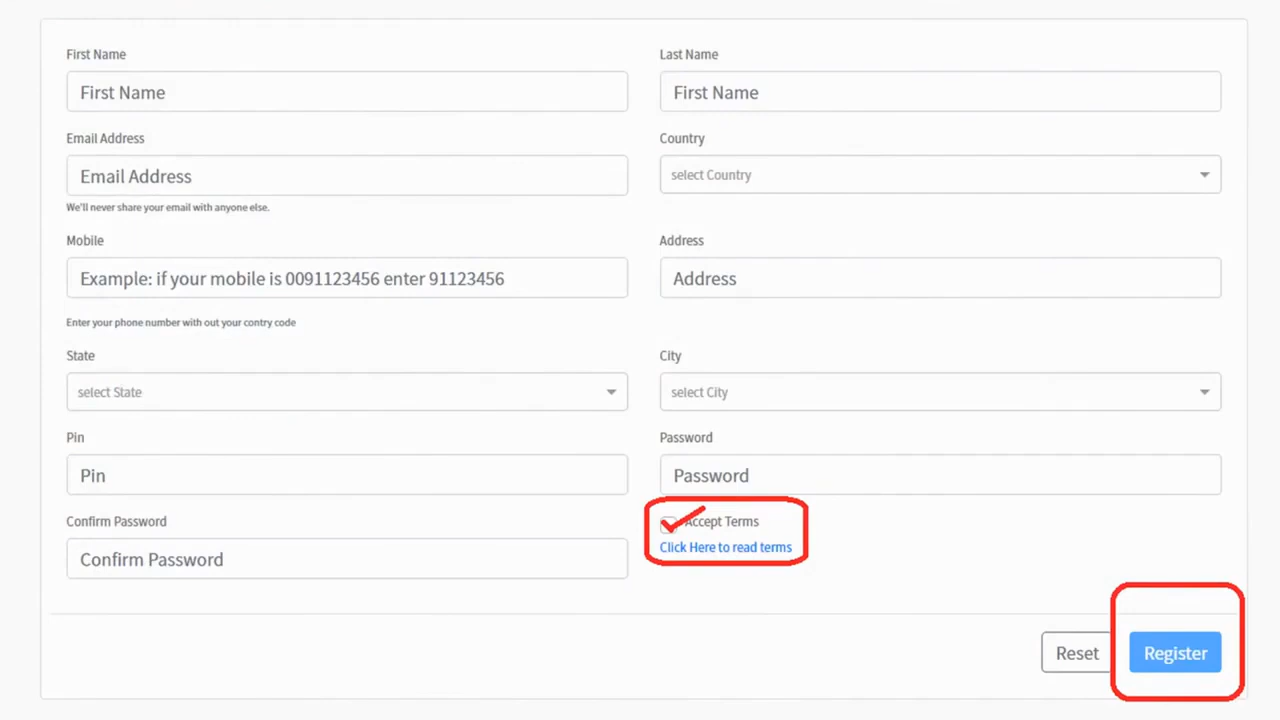 First Name
Last Name
First Name
First Name
Email Address
Country
Email Address
select Country
We'll never share your email with anyone else.
Mobile
Address
Example: if your mobile is 0091123456 enter 91123456
Address
Enter your phone number with out your contry code
State
City
select State
select City
Pin
Password
Pin
Password
Confirm Password
Accept Terms
Click Here to read terms
Confirm Password
Reset
Register